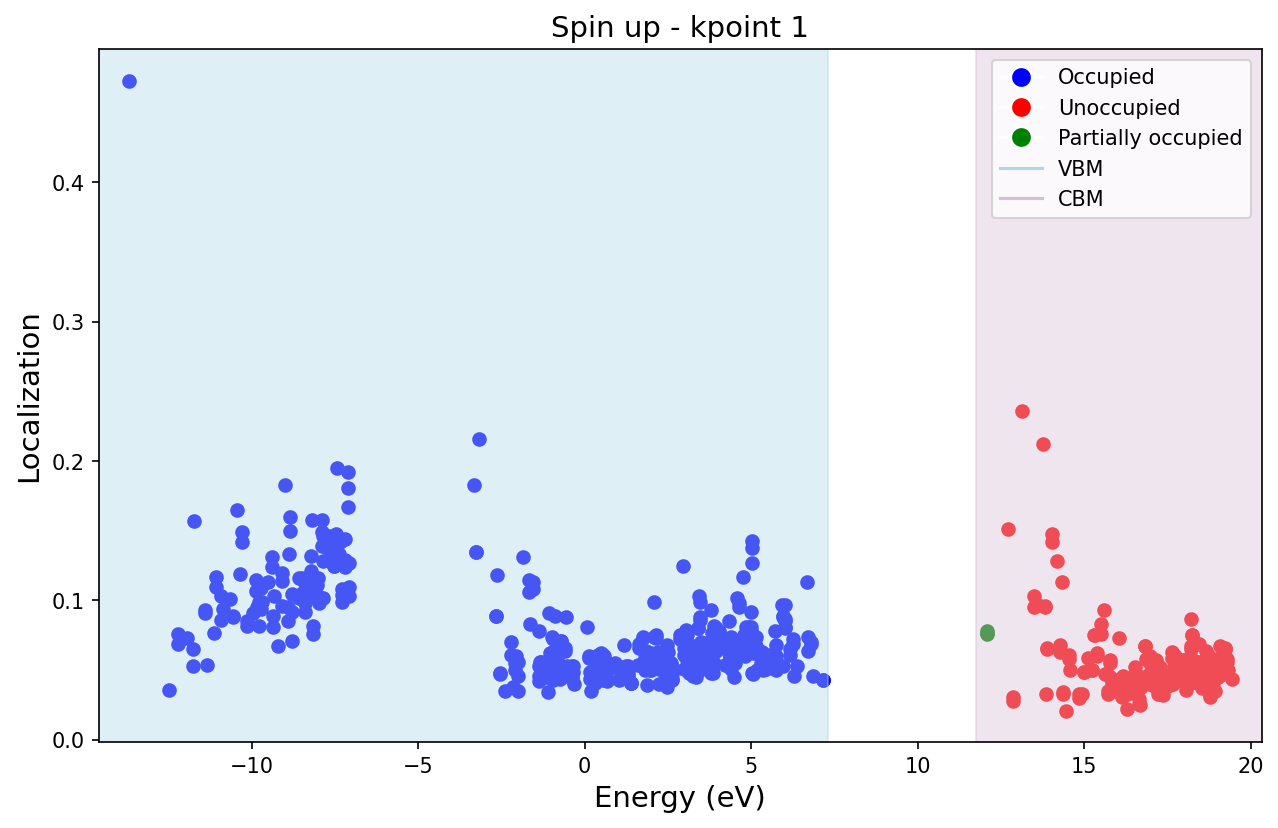 Spin up - kpoint 1
Localization
0.4
0.3
0.2
0.1
0.0
Occupied
Unoccupied
Partially occupied
VBM
CBM
−10
−5
0
5
10
15
20
Energy (eV)